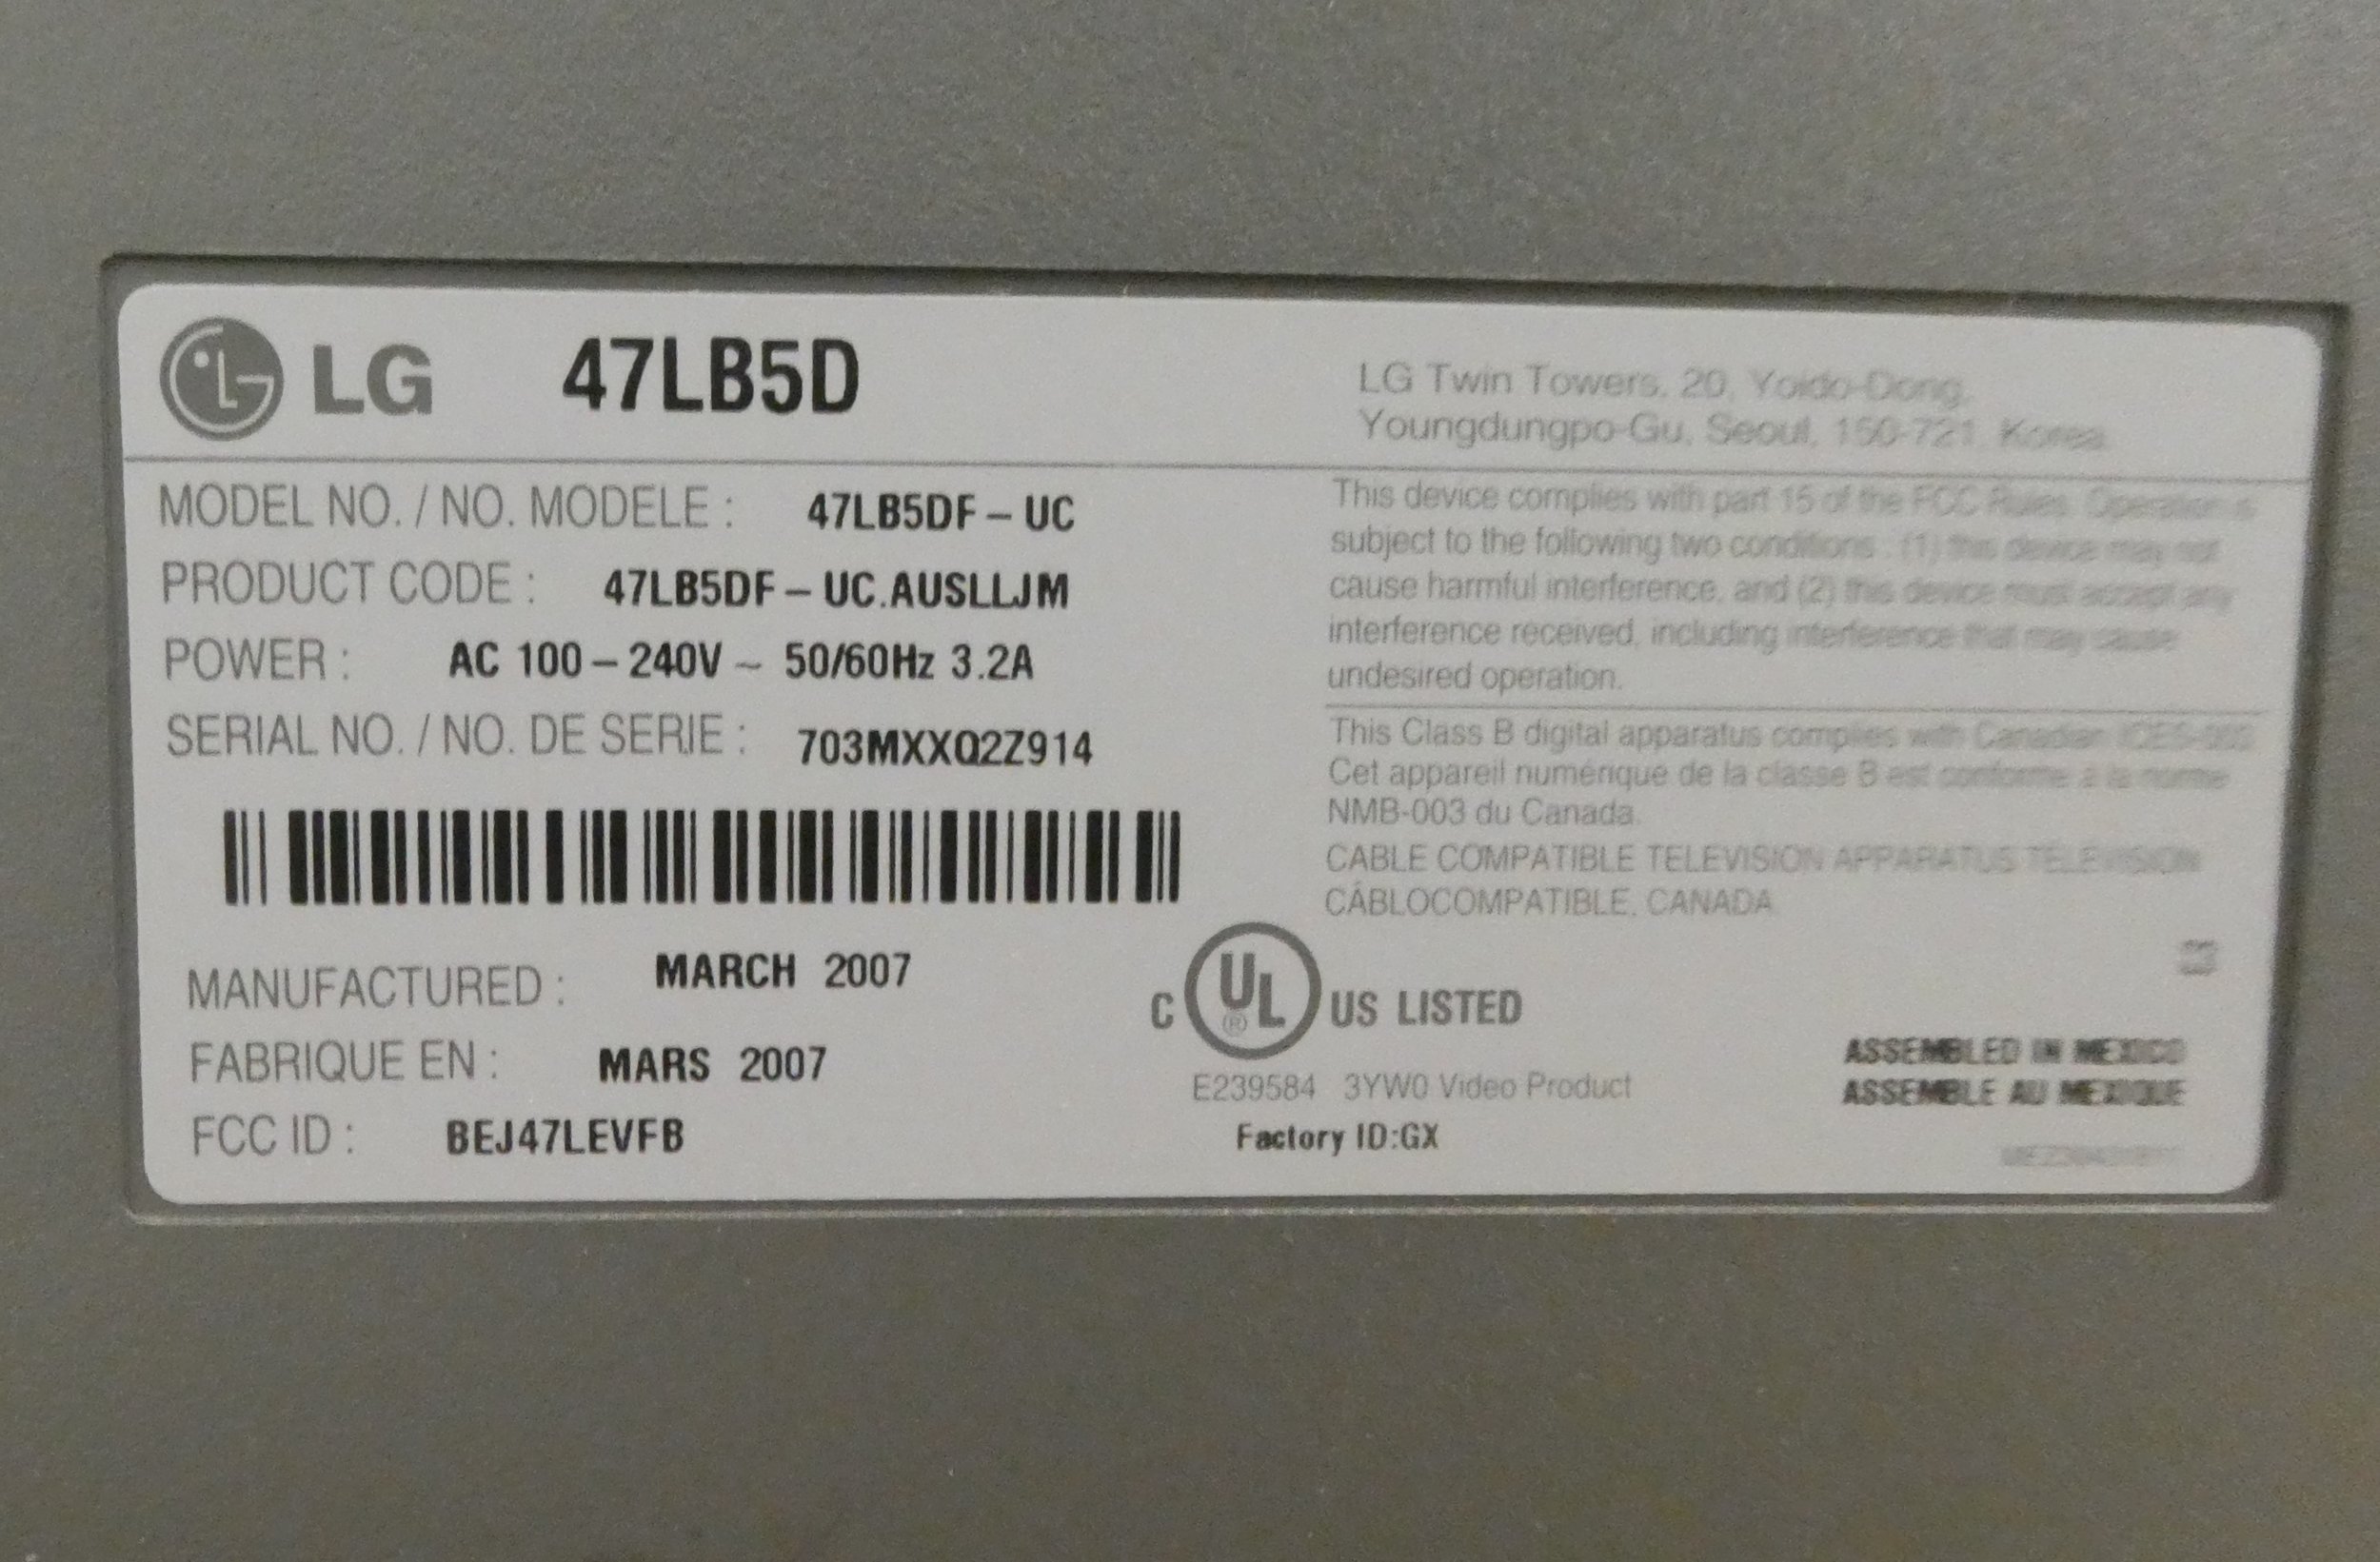 LG 47LB5D
LG Twin Towers, 20, Yoido-Dong,
Youngdungpo-Gu, Seoul, 150-721, Korea
MODEL NO. / NO. MODELE : 47LB5DF – UC
PRODUCT CODE : 47LB5DF – UC.AUSLLJM
POWER : AC 100 – 240V ~ 50/60Hz 3.2A
SERIAL NO. / NO. DE SERIE : 703MXXQ2Z914
MANUFACTURED : MARCH 2007
FABRIQUE EN : MARS 2007
FCC ID : BEJ47LEVFB
This device complies with part 15 of the FCC Rules. Operation is
subject to the following two conditions : (1) this device may not
cause harmful interference, and (2) this device must accept any
interference received, including interference that may cause
undesired operation.
This Class B digital apparatus complies with Canadian ICES-003
Cet appareil numérique de la classe B est conforme à la norme
NMB-003 du Canada.
CABLE COMPATIBLE TELEVISION APPARATUS TELEVISION
CÁBLOCOMPATIBLE, CANADA
C UL ® US LISTED
E239584 3YW0 Video Product
Factory ID:GX
ASSEMBLED IN MEXICO
ASSEMBLE AU MEXIQUE